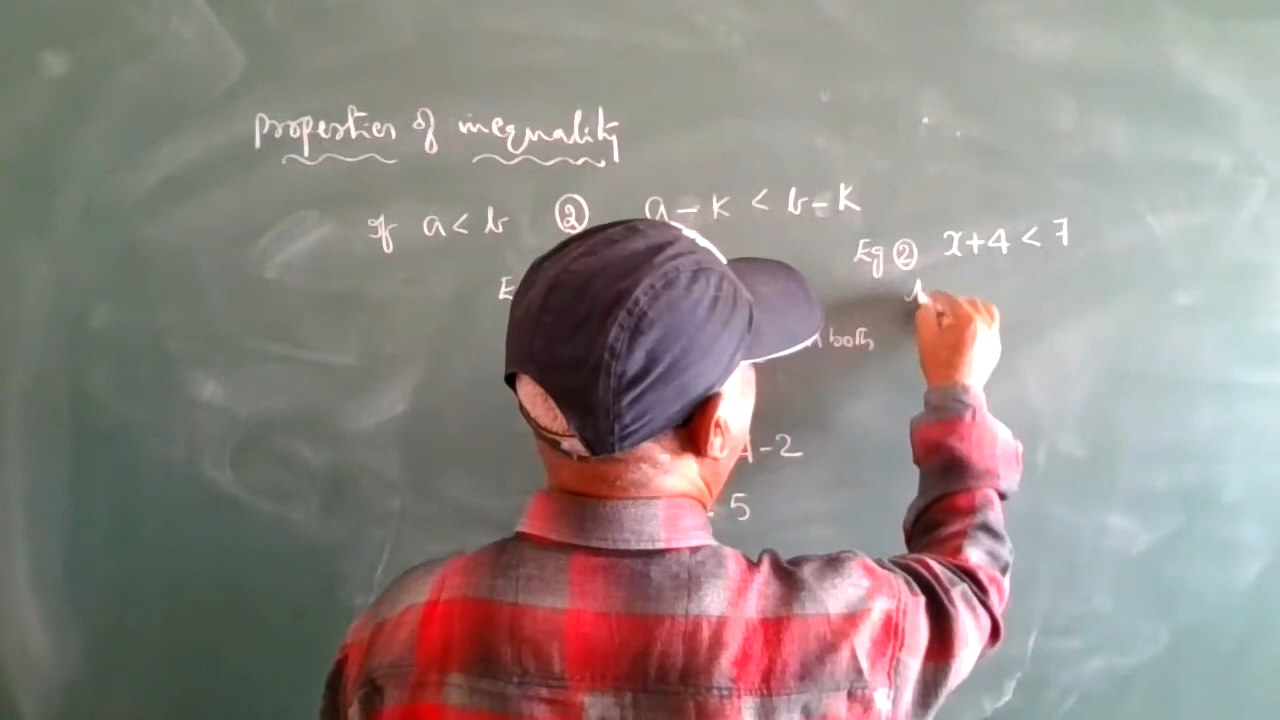 properties of inequality
If a < b ② a - k < b - k
Eg ② x + 4 < 7
both
- 2
5